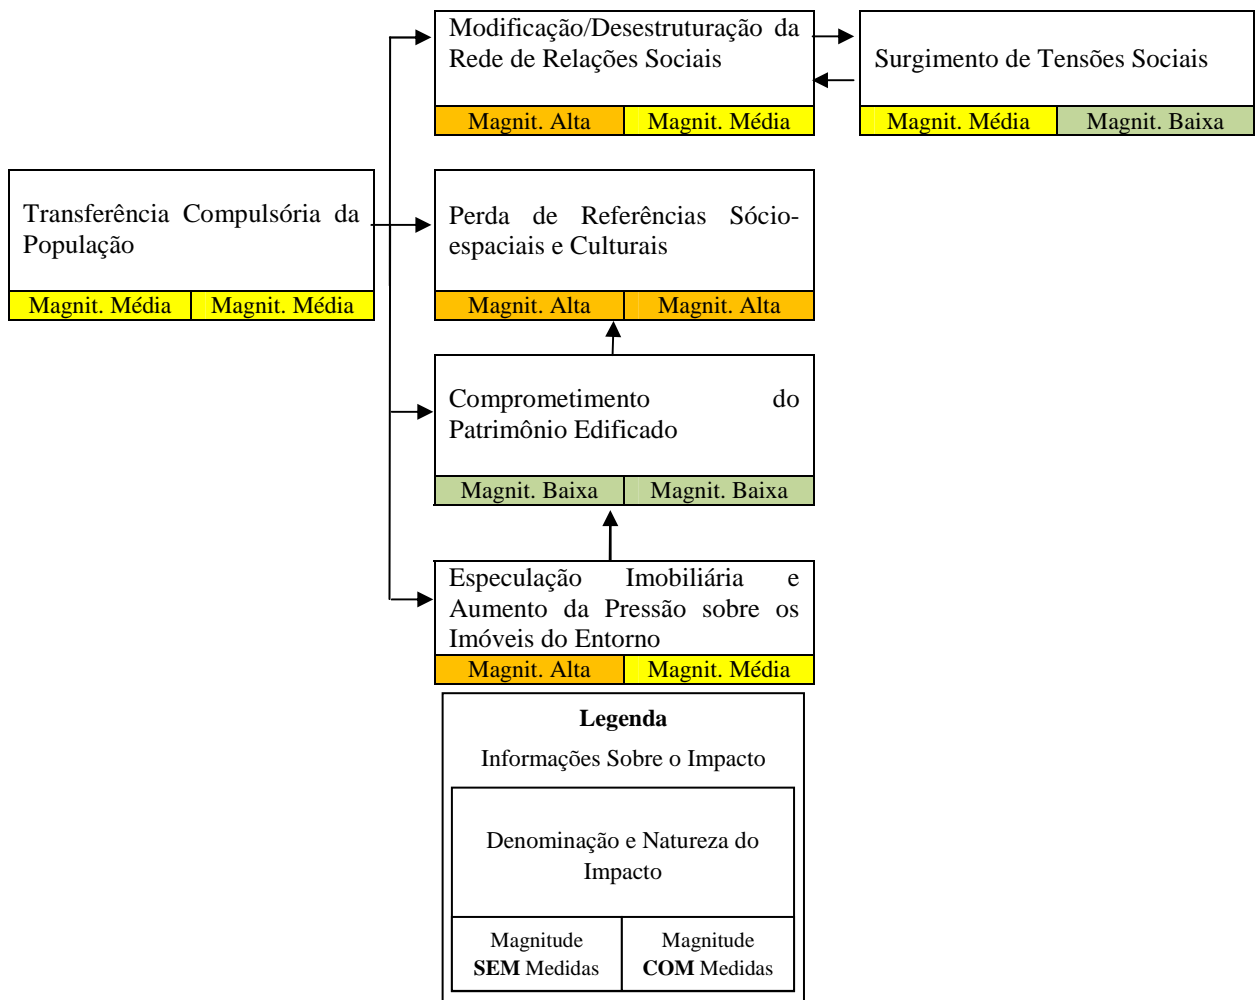 Modificação/Desestruturação da
Rede de Relações Sociais
Magnit. Alta Magnit. Média
Surgimento de Tensões Sociais
Magnit. Média Magnit. Baixa
Transferência Compulsória da
População
Magnit. Média Magnit. Média
Perda de Referências Sócio-
espaciais e Culturais
Magnit. Alta Magnit. Alta
Comprometimento do
Patrimônio Edificado
Magnit. Baixa Magnit. Baixa
Especulação Imobiliária e
Aumento da Pressão sobre os
Imóveis do Entorno
Magnit. Alta Magnit. Média
Legenda
Informações Sobre o Impacto
Denominação e Natureza do
Impacto
Magnitude
SEM Medidas
Magnitude
COM Medidas